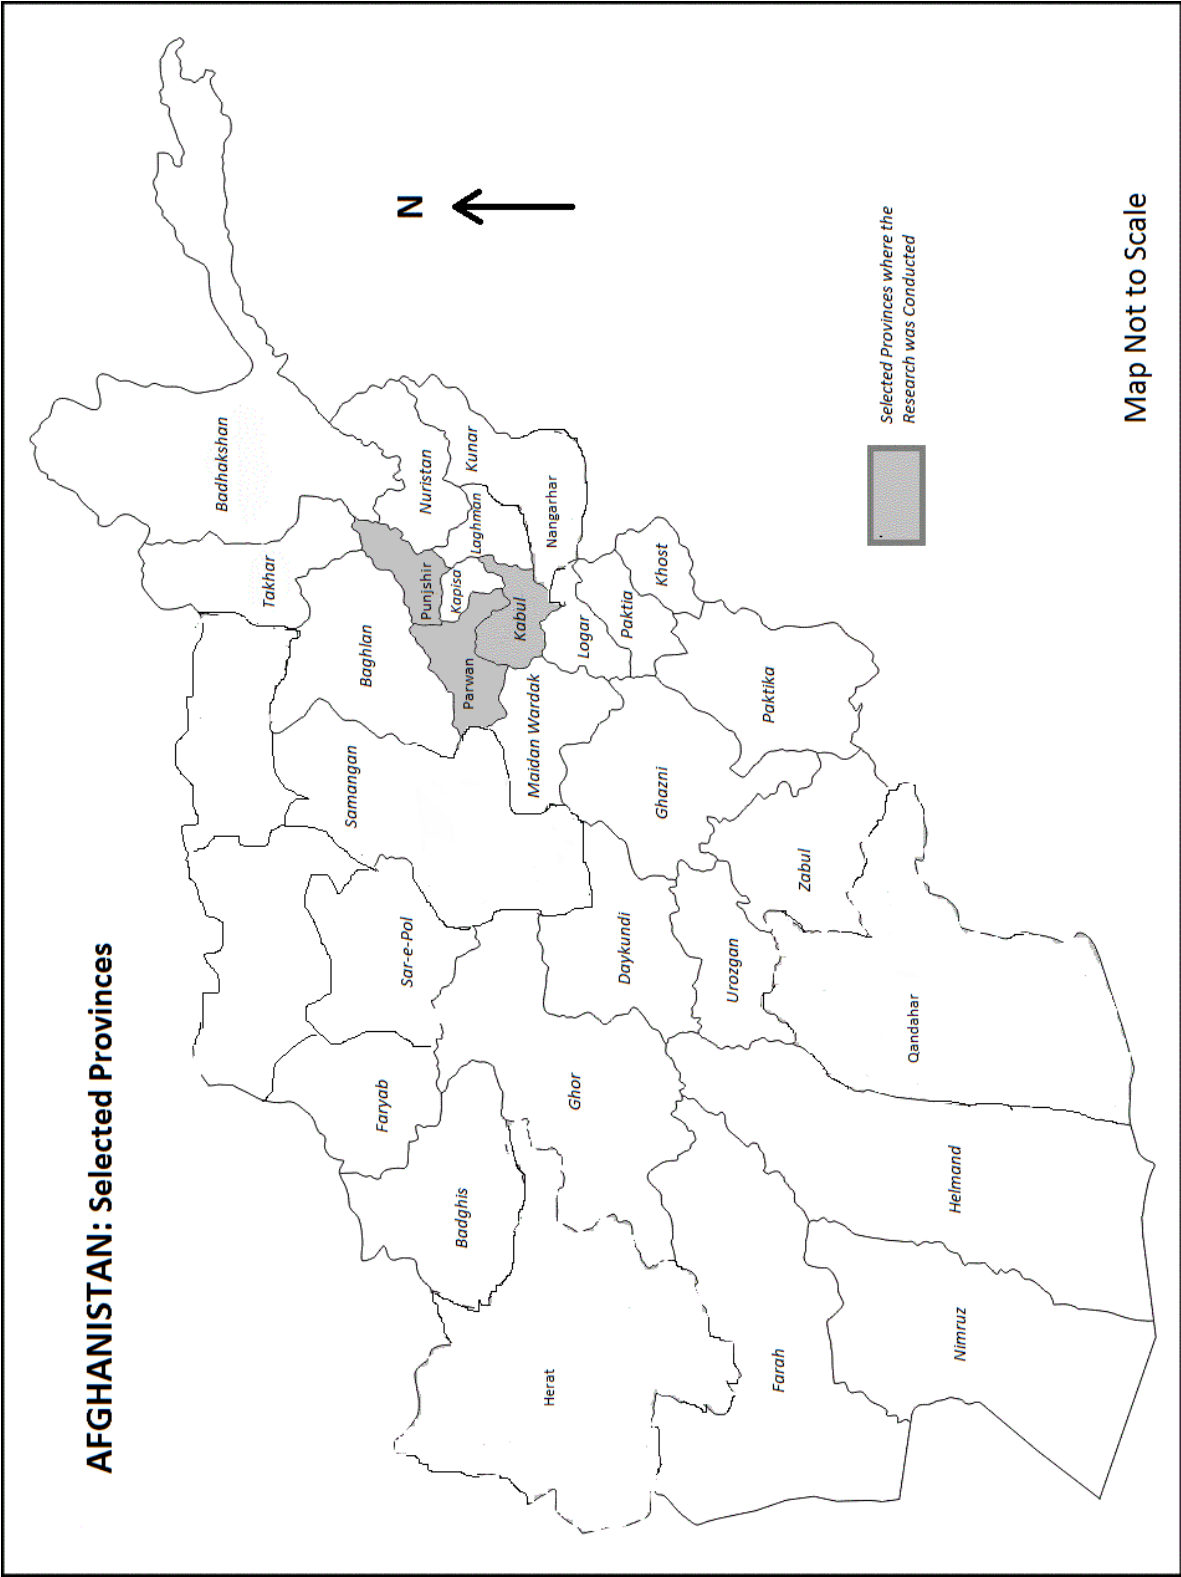 AFGHANISTAN: Selected Provinces
N
Badhakshan
Takhar
Baghlan
Samangan
Sar-e-Pol
Faryab
Badghis
Herat
Nuristan
Kunar
Laghman
Nangarhar
Punjshir
Kapisa
Parwan
Kabul
Maidan Wardak
Logar
Paktia
Khost
Ghazni
Paktika
Daykundi
Ghor
Urozgan
Zabul
Qandahar
Helmand
Farah
Nimruz
Selected Provinces where the
Research was Conducted
Map Not to Scale